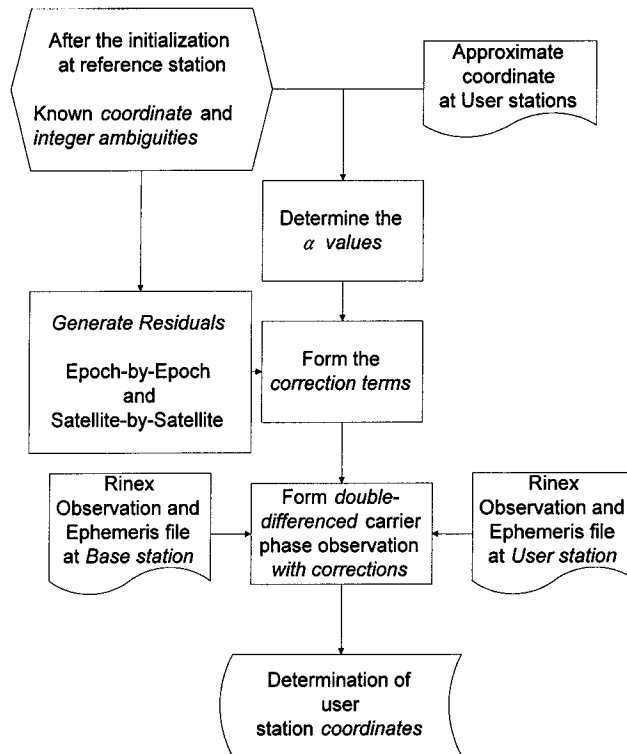 After the initialization
at reference station
Known coordinate and
integer ambiguities
Approximate
coordinate
at User stations
Determine the
α values
Generate Residuals
Epoch-by-Epoch
and
Satellite-by-Satellite
Form the
correction terms
Rinex
Observation and
Ephemeris file
at Base station
Form double-
differenced carrier
phase observation
with corrections
Rinex
Observation and
Ephemeris file
at User station
Determination of
user
station coordinates